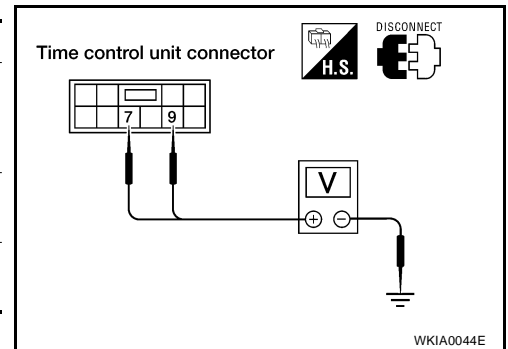 DISCONNECT
Time control unit connector
H.S.
7 9
V
+ −
WKIA0044E